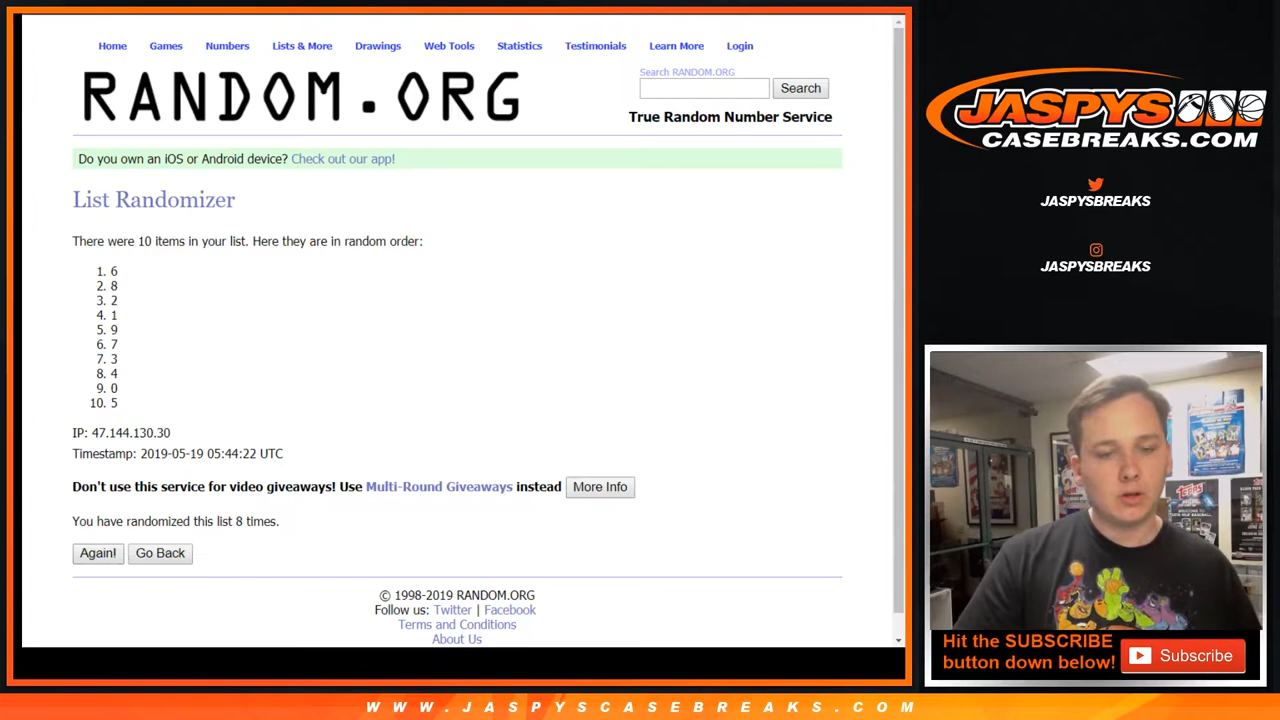 Home Games Numbers Lists & More Drawings Web Tools Statistics Testimonials Learn More Login
RANDOM.ORG
Search RANDOM.ORG
Search
True Random Number Service
Do you own an iOS or Android device? Check out our app!
List Randomizer
There were 10 items in your list. Here they are in random order:
1. 6
2. 8
3. 2
4. 1
5. 9
6. 7
7. 3
8. 4
9. 0
10. 5
IP: 47.144.130.30
Timestamp: 2019-05-19 05:44:22 UTC
Don't use this service for video giveaways! Use Multi-Round Giveaways instead More Info
You have randomized this list 8 times.
Again! Go Back
© 1998-2019 RANDOM.ORG
Follow us: Twitter | Facebook
Terms and Conditions
About Us
JASPYS
CASEBREAKS.COM
JASPYSBREAKS
JASPYSBREAKS
TOPPS
Hit the SUBSCRIBE
button down below!
Subscribe
WWW.JASPYSCASEBREAKS.COM